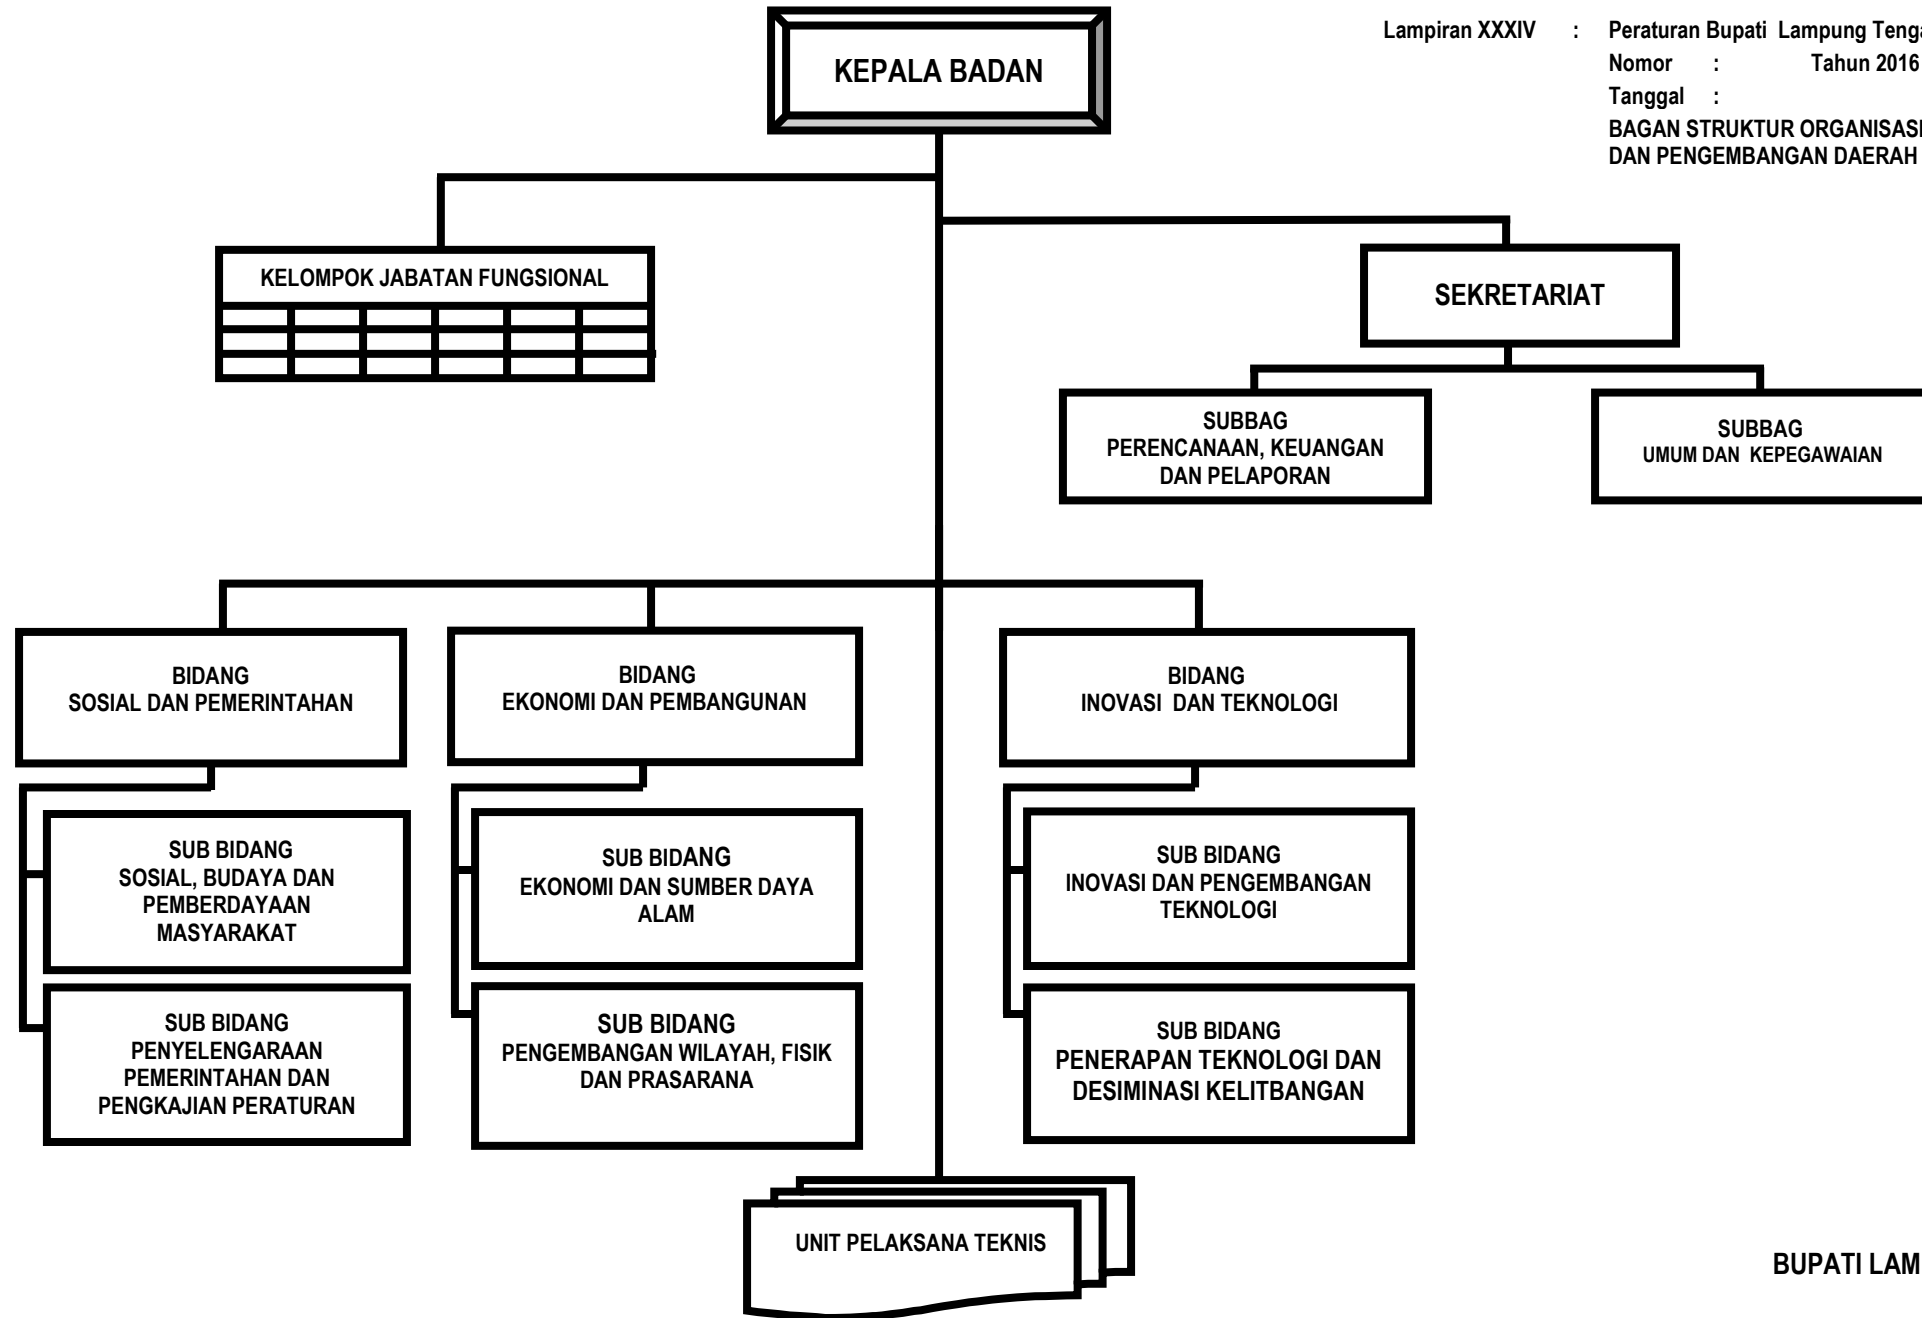 KEPALA BADAN
Lampiran XXXIV : Peraturan Bupati Lampung Tenga
Nomor : Tahun 2016
Tanggal :
BAGAN STRUKTUR ORGANISASI
DAN PENGEMBANGAN DAERAH
KELOMPOK JABATAN FUNGSIONAL
SEKRETARIAT
SUBBAG
PERENCANAAN, KEUANGAN
DAN PELAPORAN
SUBBAG
UMUM DAN KEPEGAWAIAN
BIDANG
SOSIAL DAN PEMERINTAHAN
BIDANG
EKONOMI DAN PEMBANGUNAN
BIDANG
INOVASI DAN TEKNOLOGI
SUB BIDANG
SOSIAL, BUDAYA DAN
PEMBERDAYAAN
MASYARAKAT
SUB BIDANG
EKONOMI DAN SUMBER DAYA
ALAM
SUB BIDANG
INOVASI DAN PENGEMBANGAN
TEKNOLOGI
SUB BIDANG
PENYELENGARAAN
PEMERINTAHAN DAN
PENGKAJIAN PERATURAN
SUB BIDANG
PENGEMBANGAN WILAYAH, FISIK
DAN PRASARANA
SUB BIDANG
PENERAPAN TEKNOLOGI DAN
DESIMINASI KELITBANGAN
UNIT PELAKSANA TEKNIS
BUPATI LAM